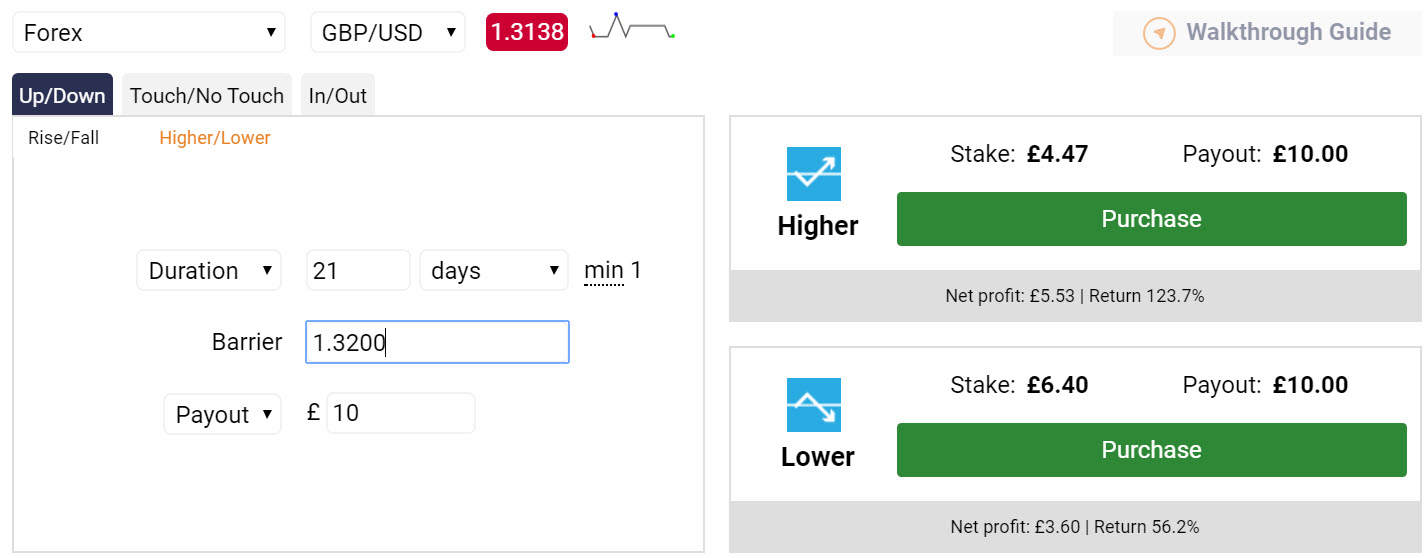 Forex GBP/USD 1.3138 Walkthrough Guide
Up/Down Touch/No Touch In/Out
Rise/Fall Higher/Lower
Duration 21 days min 1
Barrier 1.3200
Payout £ 10
Stake: £4.47 Payout: £10.00
Purchase
Higher
Net profit: £5.53 | Return 123.7%
Stake: £6.40 Payout: £10.00
Purchase
Lower
Net profit: £3.60 | Return 56.2%